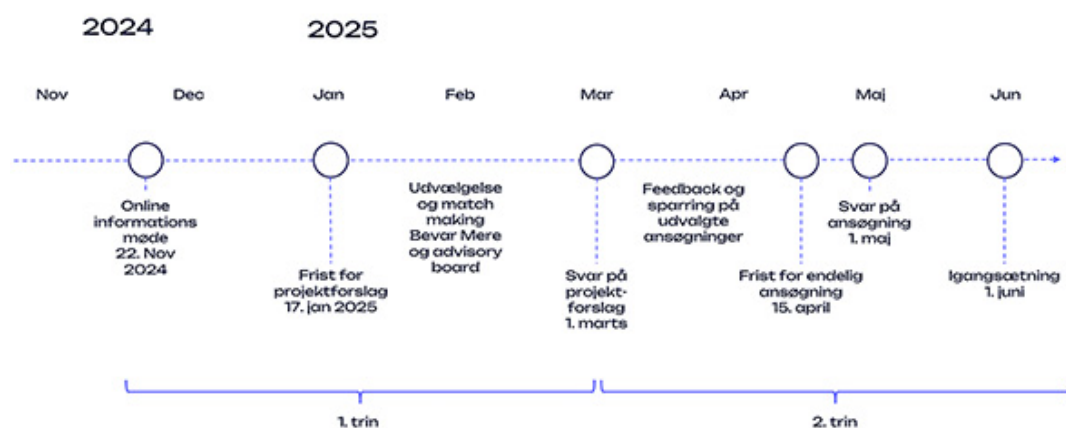 2024
2025
Nov
Dec
Jan
Feb
Mar
Apr
Maj
Jun
Online
informations
møde
22. Nov
2024
Frist for
projektforslag
17. jan 2025
Udvælgelse
og match
making
Bevar Mere
og advisory
board
Svar på
projekt-
forslag
1. marts
Feedback og
sparring på
udvalgte
ansøgninger
Frist for endelig
ansøgning
15. april
Svar på
ansøgning
1. maj
Igangsætning
1. juni
1. trin
2. trin